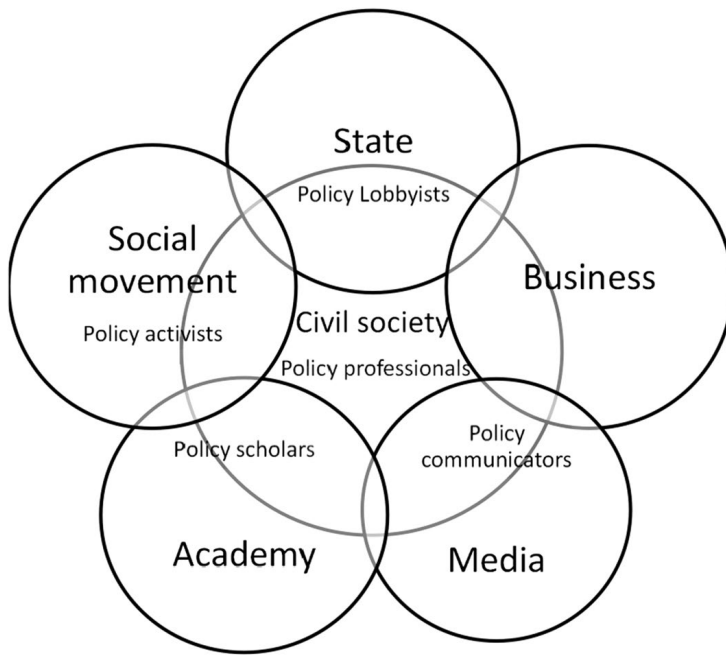 State
Policy Lobbyists
Social
movement
Policy activists
Business
Civil society
Policy professionals
Policy scholars
Policy
communicators
Academy
Media